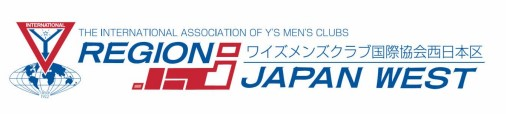 INTERNATIONAL
Y
THE INTERNATIONAL ASSOCIATION OF Y'S MEN'S CLUBS
REGION
ワイズメンズクラブ国際協会西日本区
JAPAN WEST